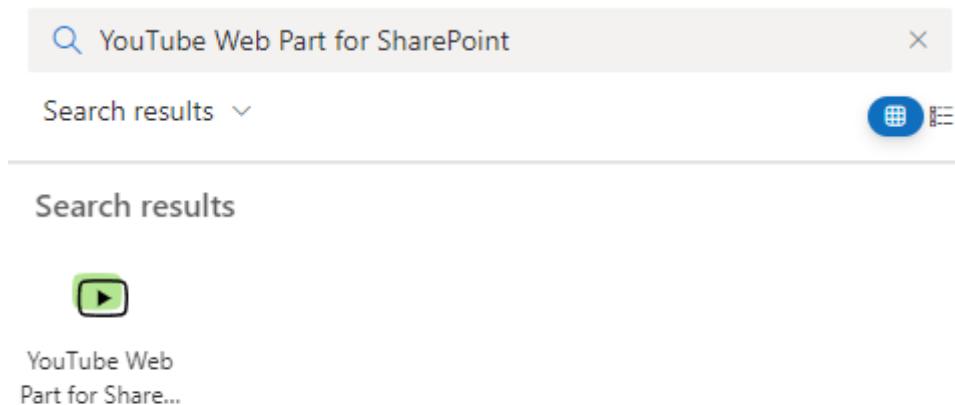 YouTube Web Part for SharePoint
Search results
Search results
YouTube Web
Part for Share...